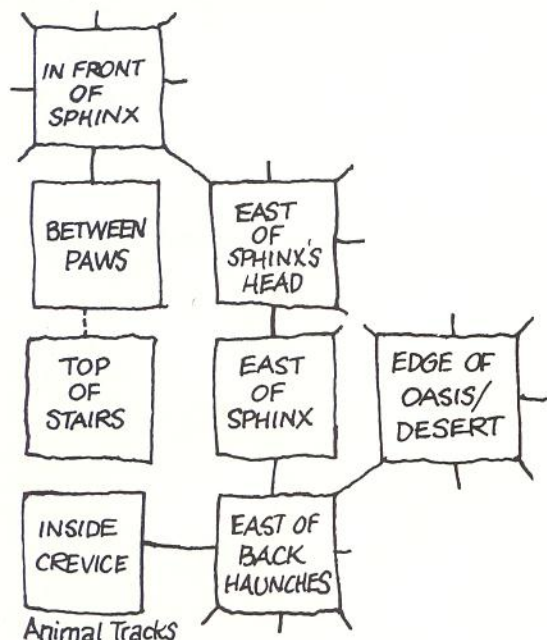 IN FRONT
OF
SPHINX
BETWEEN
PAWS
EAST
OF
SPHINX'S
HEAD
TOP
OF
STAIRS
EAST
OF
SPHINX
EDGE OF
OASIS/
DESERT
INSIDE
CREVICE
EAST OF
BACK
HAUNCHES
Animal Tracks